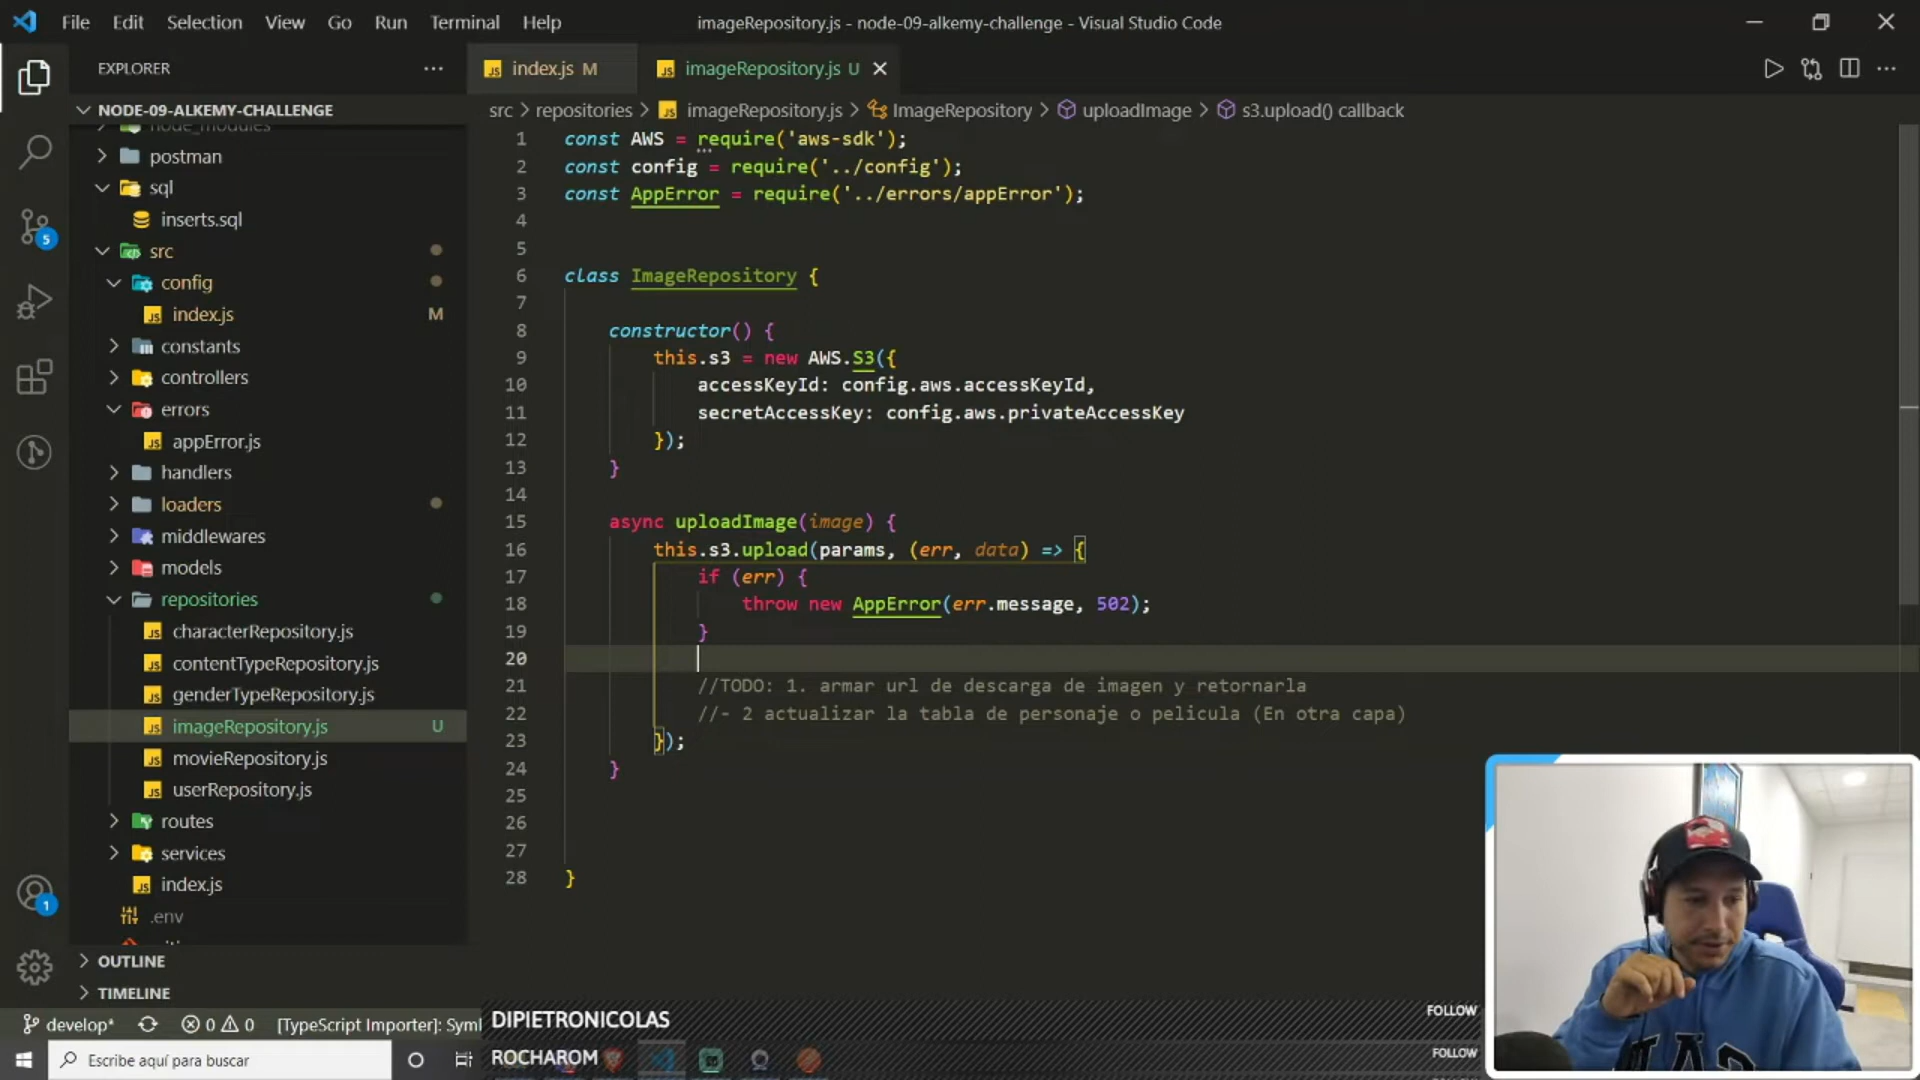 File Edit Selection View Go Run Terminal Help
imageRepository.js - node-09-alkemy-challenge - Visual Studio Code
EXPLORER
index.js M
imageRepository.js U
NODE-09-ALKEMY-CHALLENGE
src > repositories > imageRepository.js > ImageRepository > uploadImage > s3.upload() callback
node_modules
postman
sql
inserts.sql
src
config
index.js M
constants
controllers
errors
appError.js
handlers
loaders
middlewares
models
repositories
characterRepository.js
contentTypeRepository.js
genderTypeRepository.js
imageRepository.js U
movieRepository.js
userRepository.js
routes
services
index.js
.env
OUTLINE
TIMELINE
5
1
1 const AWS = require('aws-sdk');
2 const config = require('../config');
3 const AppError = require('../errors/appError');
4
5
6 class ImageRepository {
7
8 constructor() {
9 this.s3 = new AWS.S3({
10 accessKeyId: config.aws.accessKeyId,
11 secretAccessKey: config.aws.privateAccessKey
12 });
13 }
14
15 async uploadImage(image) {
16 this.s3.upload(params, (err, data) => {
17 if (err) {
18 throw new AppError(err.message, 502);
19 }
20
21 //TODO: 1. armar url de descarga de imagen y retornarla
22 //- 2 actualizar la tabla de personaje o pelicula (En otra capa)
23 });
24 }
25
26
27
28 }
develop* 0 0 [TypeScript Importer]: Symb
DIPIETRONICOLAS FOLLOW
ROCHAROM FOLLOW
Escribe aquí para buscar